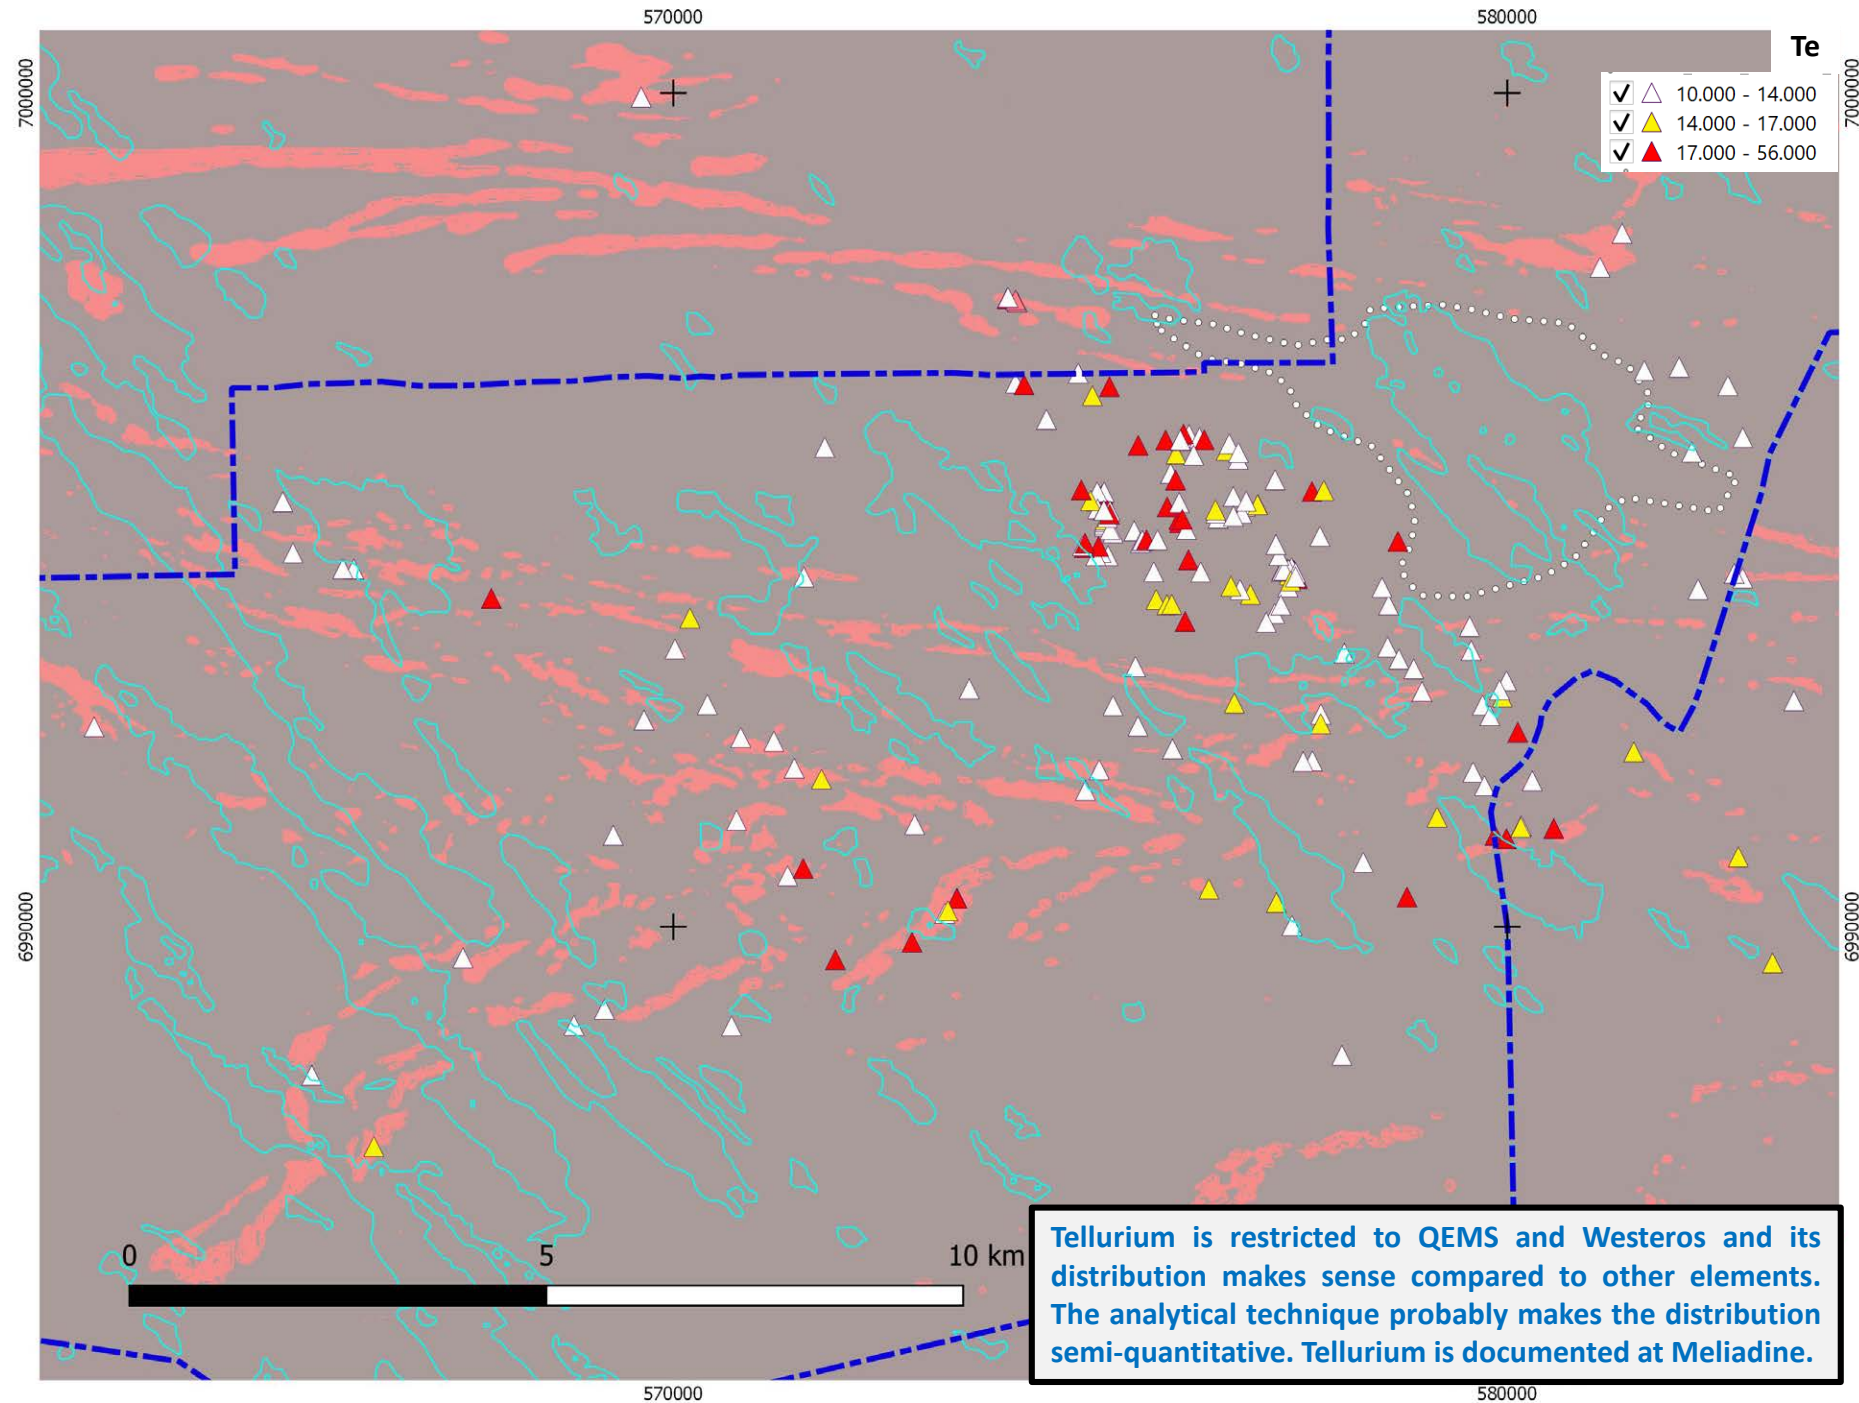 570000
580000
7000000
7000000
Te
10.000 - 14.000
14.000 - 17.000
17.000 - 56.000
6990000
6990000
0
5
10 km
Tellurium is restricted to QEMS and Westeros and its
distribution makes sense compared to other elements.
The analytical technique probably makes the distribution
semi-quantitative. Tellurium is documented at Meliadine.
570000
580000